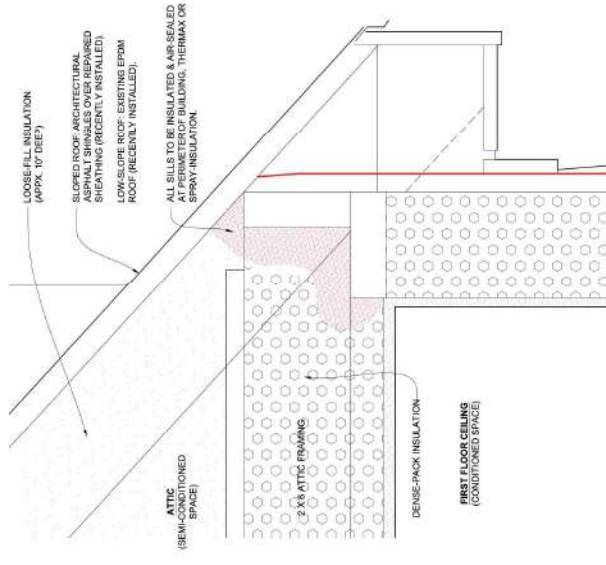 LOOSE-FILL INSULATION
(APPX. 10" DEEP)
SLOPED ROOF: ARCHITECTURAL
ASPHALT SHINGLES OVER REPAIRED
SHEATHING (RECENTLY INSTALLED).
LOW-SLOPE ROOF: EXISTING EPDM
ROOF (RECENTLY INSTALLED).
ALL SILLS TO BE INSULATED & AIR-SEALED
AT PERIMETER OF BUILDING, THERMAX OR
SPRAY-INSULATION.
ATTIC
(SEMI-CONDITIONED
SPACE)
2 X 6 ATTIC FRAMING
DENSE-PACK INSULATION
FIRST FLOOR CEILING
(CONDITIONED SPACE)